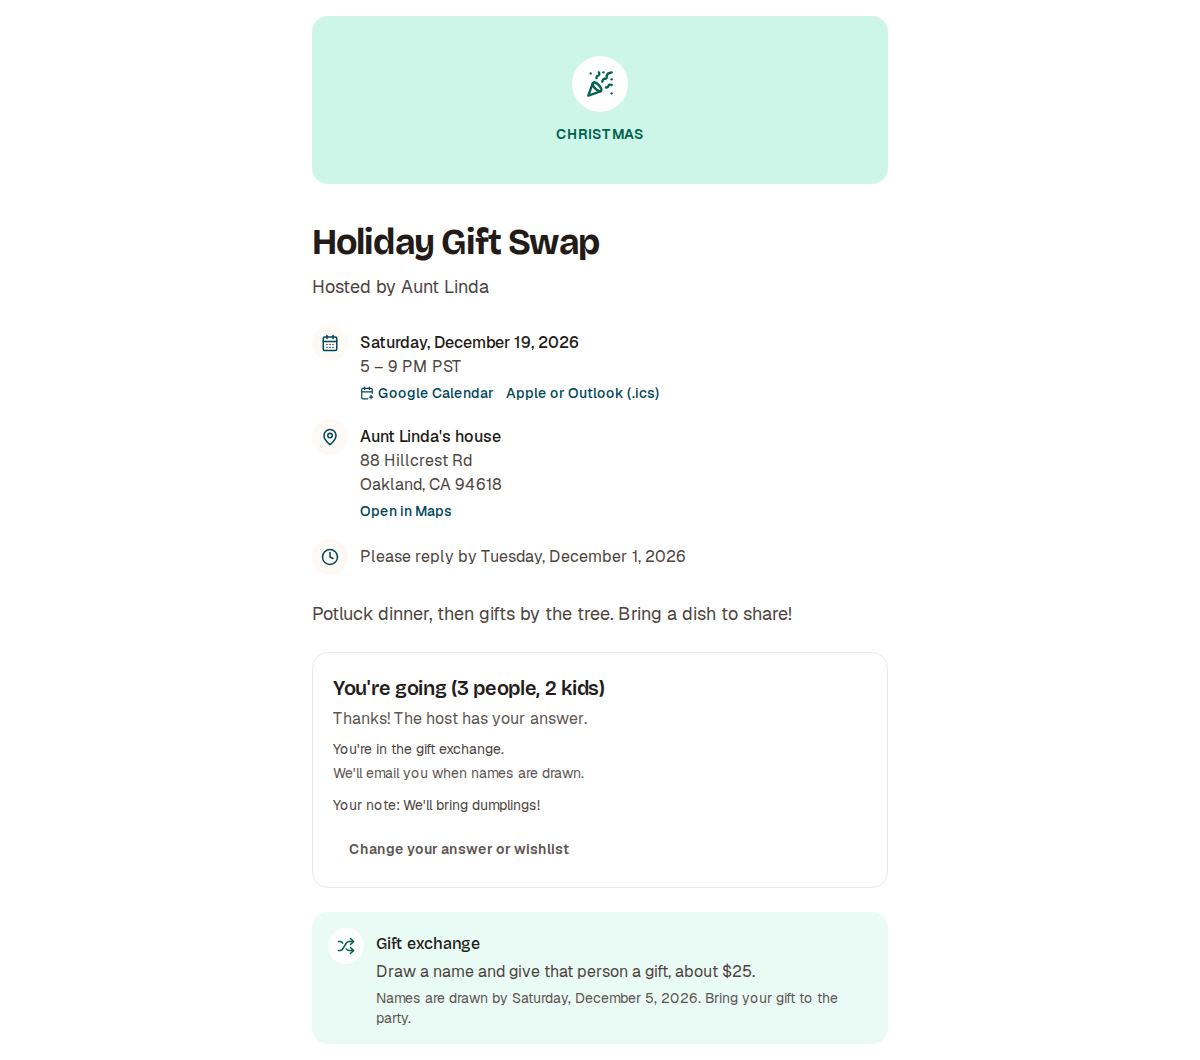 CHRISTMAS
Holiday Gift Swap
Hosted by Aunt Linda
Saturday, December 19, 2026
5 – 9 PM PST
Google Calendar Apple or Outlook (.ics)
Aunt Linda's house
88 Hillcrest Rd
Oakland, CA 94618
Open in Maps
Please reply by Tuesday, December 1, 2026
Potluck dinner, then gifts by the tree. Bring a dish to share!
You're going (3 people, 2 kids)
Thanks! The host has your answer.
You're in the gift exchange.
We'll email you when names are drawn.
Your note: We'll bring dumplings!
Change your answer or wishlist
Gift exchange
Draw a name and give that person a gift, about $25.
Names are drawn by Saturday, December 5, 2026. Bring your gift to the
party.